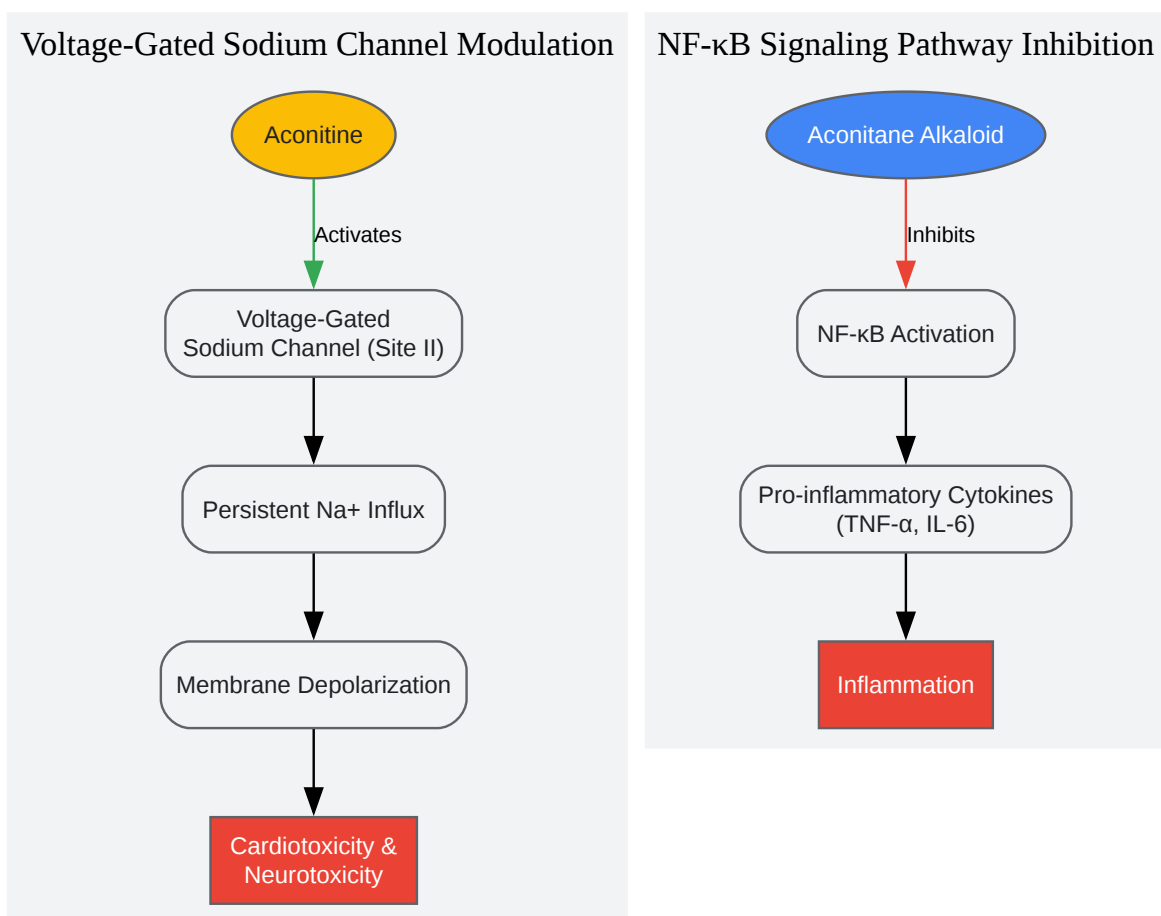 Voltage-Gated Sodium Channel Modulation
Aconitine
Activates
Voltage-Gated
Sodium Channel (Site II)
Persistent Na+ Influx
Membrane Depolarization
Cardiotoxicity &
Neurotoxicity
NF-κB Signaling Pathway Inhibition
Aconitane Alkaloid
Inhibits
NF-κB Activation
Pro-inflammatory Cytokines
(TNF-α, IL-6)
Inflammation